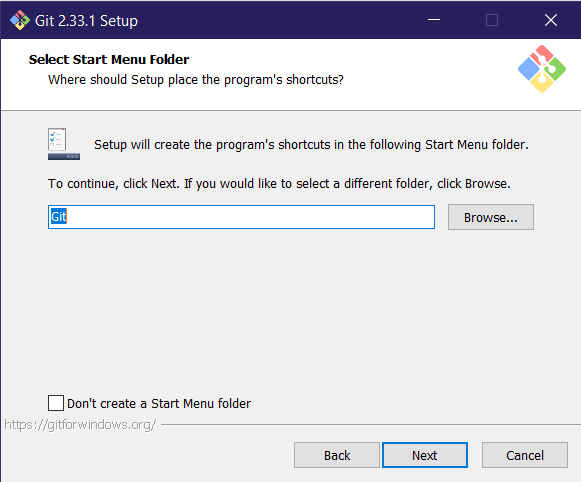 Git 2.33.1 Setup
Select Start Menu Folder
Where should Setup place the program's shortcuts?
Setup will create the program's shortcuts in the following Start Menu folder.
To continue, click Next. If you would like to select a different folder, click Browse.
Git
Browse...
Don't create a Start Menu folder
https://gitforwindows.org/
Back
Next
Cancel